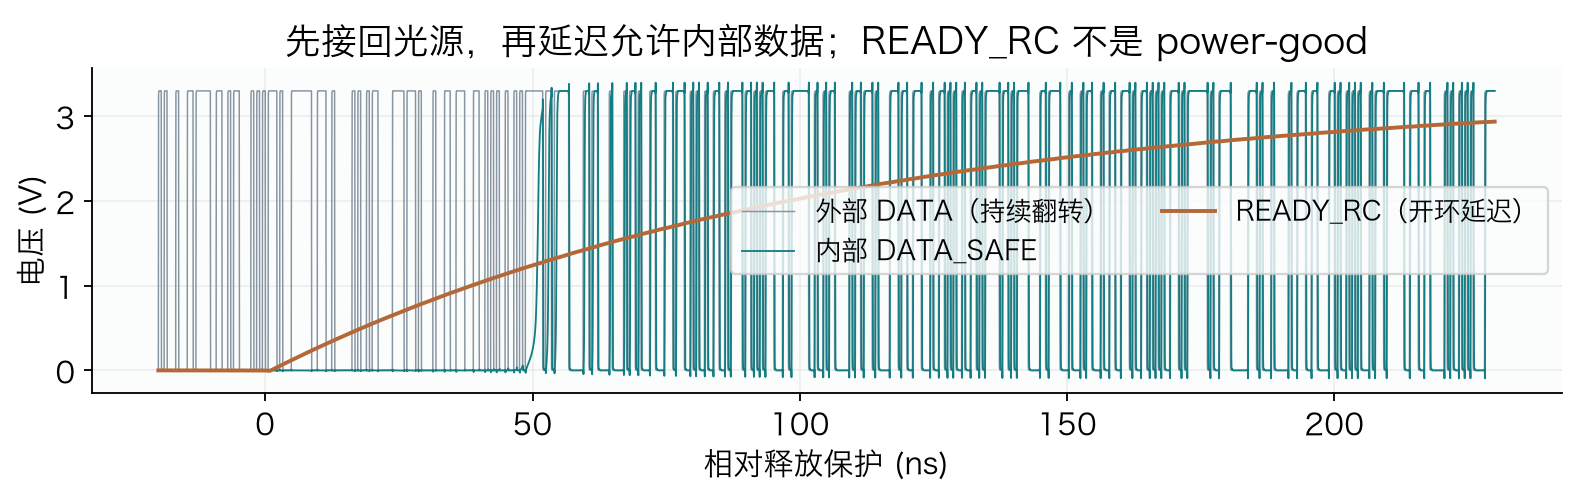 先接回光源，再延迟允许内部数据；READY_RC 不是 power-good
电压 (V)
3
2
1
0
外部 DATA（持续翻转）
内部 DATA_SAFE
READY_RC（开环延迟）
0
50
100
150
200
相对释放保护 (ns)